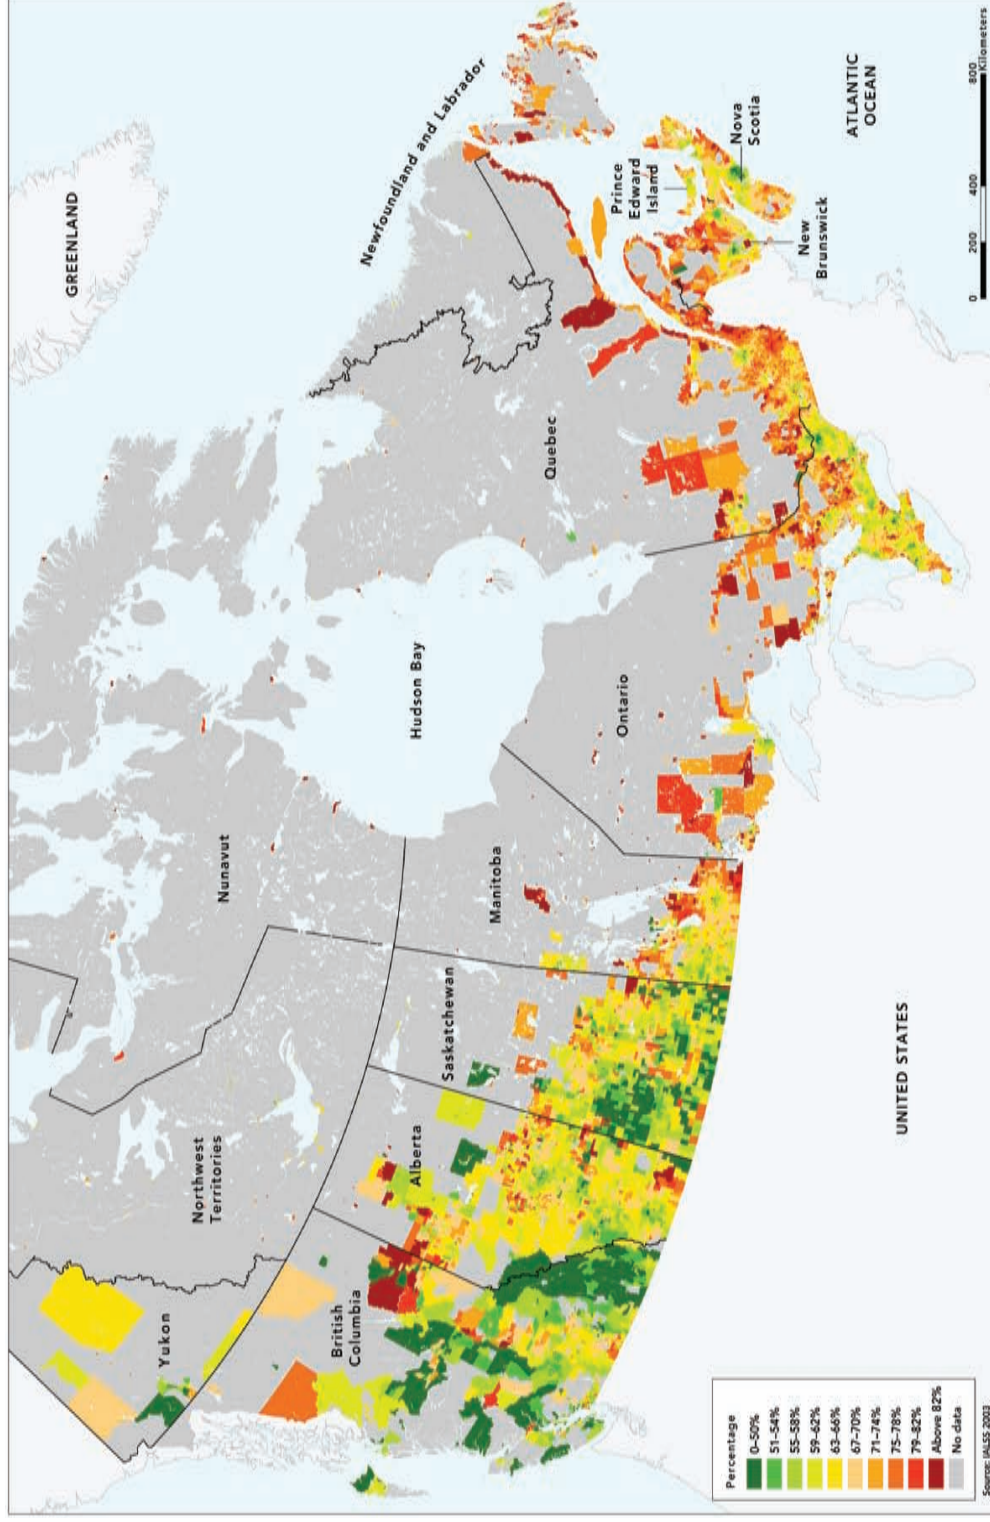 GREENLAND
Newfoundland and Labrador
ATLANTIC
OCEAN
Nova
Scotia
Prince
Edward
Island
New
Brunswick
0 200 400 800
Kilometers
Quebec
Hudson Bay
Ontario
Nunavut
Manitoba
Saskatchewan
Northwest
Territories
Alberta
UNITED STATES
Yukon
British
Columbia
Percentage
0–50%
51–54%
55–58%
59–62%
63–66%
67–70%
71–74%
75–78%
79–82%
Above 82%
No data
Source: IALSS 2003